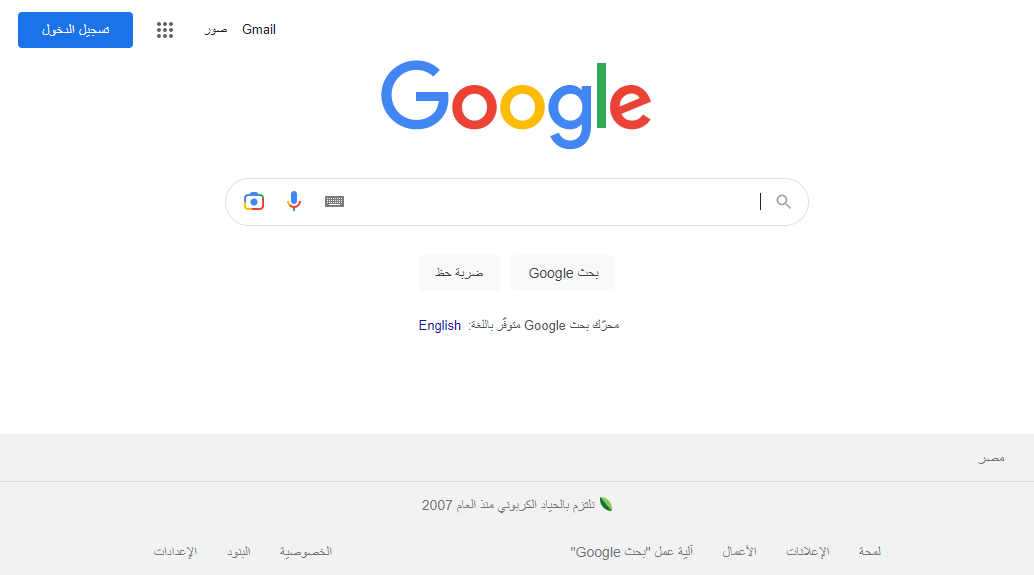 Gmail صور تسجيل الدخول
Google
بحث Google ضربة حظ
محرّك بحث Google متوفّر باللغة: English
مصر
نلتزم بالحياد الكربوني منذ العام 2007
لمحة الإعلانات الأعمال آلية عمل "بحث Google" الخصوصية البنود الإعدادات